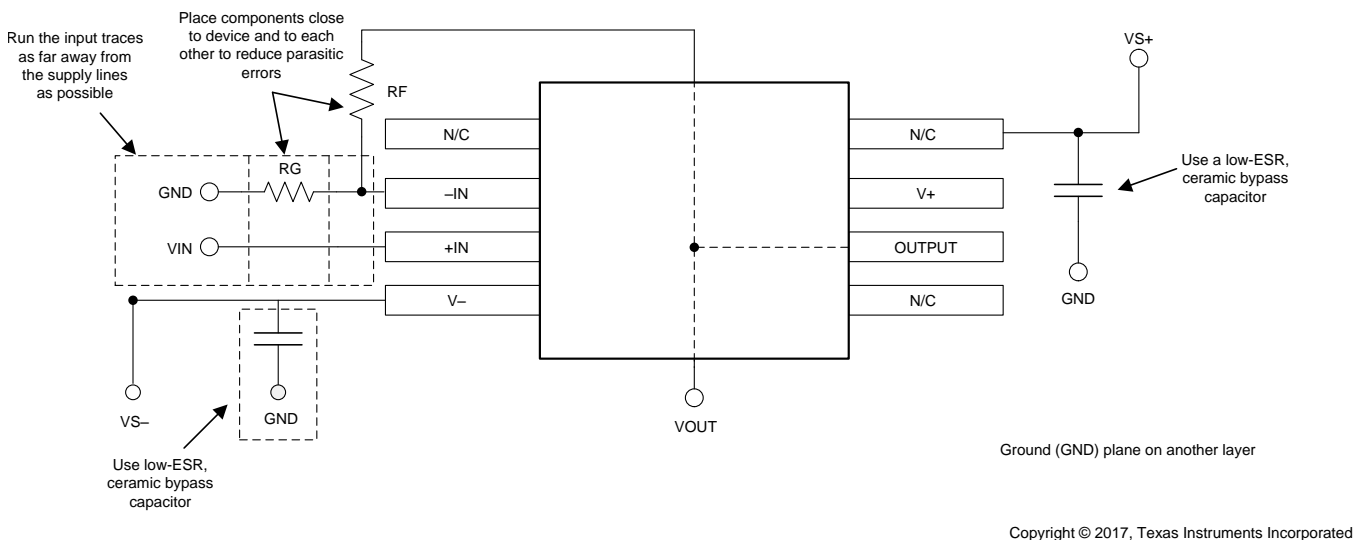 Run the input traces
as far away from
the supply lines
as possible
Place components close
to device and to each
other to reduce parasitic
errors
RF
VS+
N/C
N/C
Use a low-ESR,
ceramic bypass
capacitor
RG
GND
–IN
V+
VIN
+IN
OUTPUT
V–
N/C
GND
VS–
GND
VOUT
Use low-ESR,
ceramic bypass
capacitor
Ground (GND) plane on another layer
Copyright © 2017, Texas Instruments Incorporated